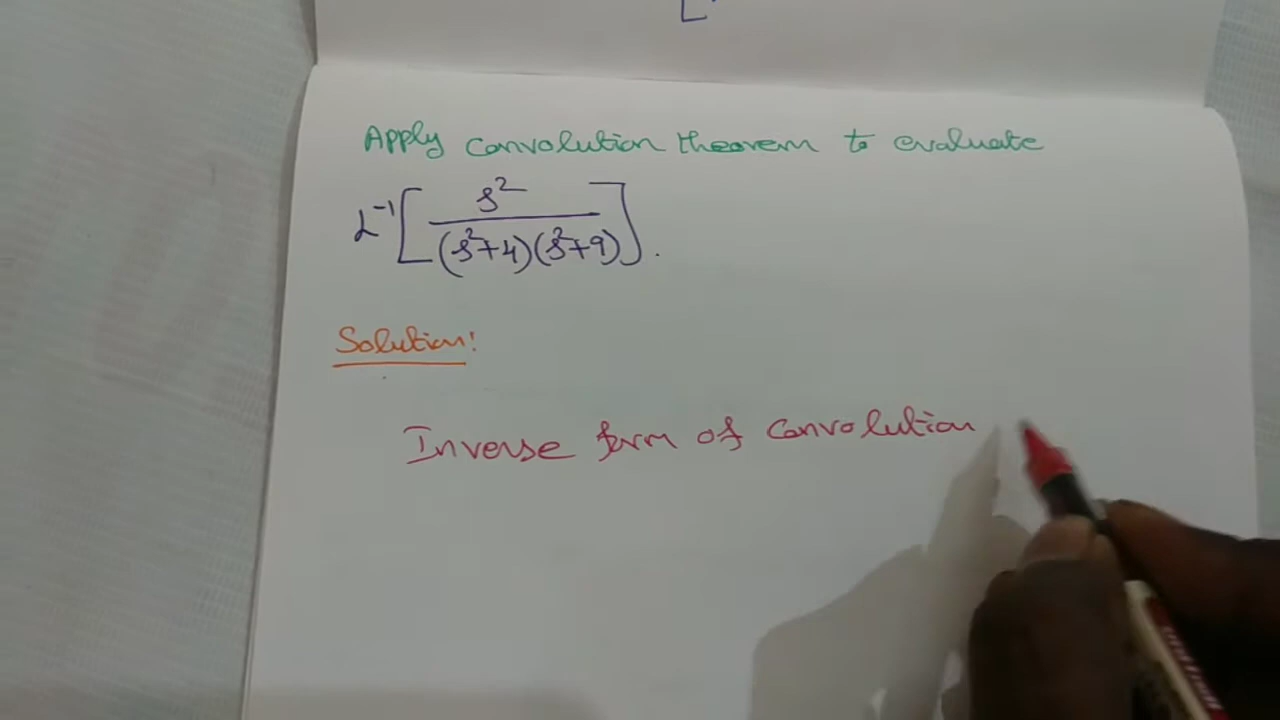 Apply convolution theorem to evaluate
L⁻¹[s²/((s²+4)(s²+9))].
Solution:
Inverse form of convolution